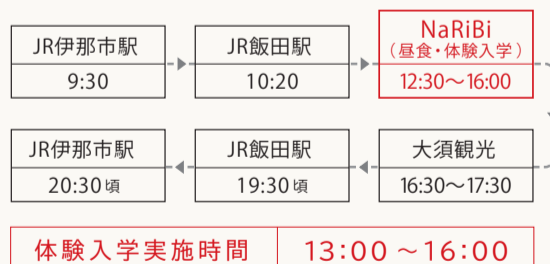 JR伊那市駅
9:30
JR飯田駅
10:20
NaRiBi
(昼食・体験入学)
12:30～16:00
大須観光
16:30～17:30
JR飯田駅
19:30頃
JR伊那市駅
20:30頃
体験入学実施時間
13:00～16:00